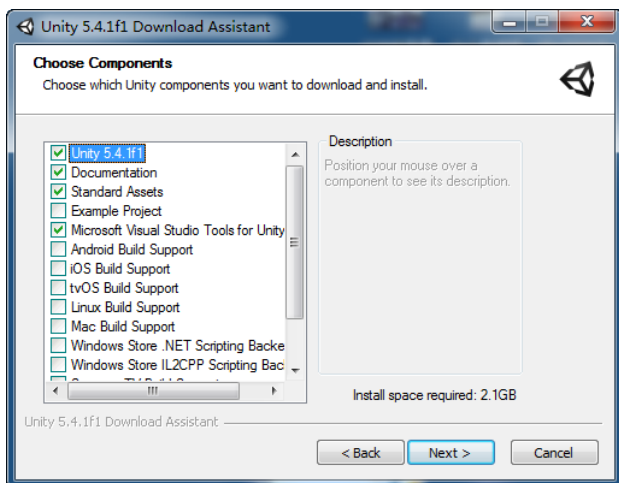 Unity 5.4.1f1 Download Assistant
Choose Components
Choose which Unity components you want to download and install.
Unity 5.4.1f1
Documentation
Standard Assets
Example Project
Microsoft Visual Studio Tools for Unity
Android Build Support
iOS Build Support
tvOS Build Support
Linux Build Support
Mac Build Support
Windows Store .NET Scripting Backe
Windows Store IL2CPP Scripting Bac
Description
Position your mouse over a
component to see its description.
Install space required: 2.1GB
Unity 5.4.1f1 Download Assistant
< Back
Next >
Cancel